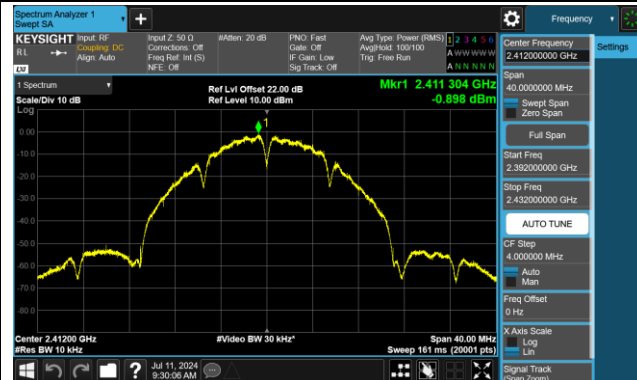 Spectrum Analyzer 1
Swept SA
Frequency
KEYSIGHT
RL
LXI
Input: RF
Coupling: DC
Align: Auto
Input Z: 50 Ω
Corrections: Off
Freq Ref: Int (S)
NFE: Off
#Atten: 20 dB
PNO: Fast
Gate: Off
IF Gain: Low
Sig Track: Off
Avg Type: Power (RMS)
Avg|Hold: 100/100
Trig: Free Run
1 2 3 4 5 6
A W W W W W
A N N N N N
Center Frequency
2.412000000 GHz
Settings
Span
40.0000000 MHz
Swept Span
Zero Span
Full Span
Start Freq
2.392000000 GHz
Stop Freq
2.432000000 GHz
AUTO TUNE
CF Step
4.000000 MHz
Auto
Man
Freq Offset
0 Hz
X Axis Scale
Log
Lin
Signal Track
(Span Zoom)
1 Spectrum
Scale/Div 10 dB
Log
Ref Lvl Offset 22.00 dB
Ref Level 10.00 dBm
Mkr1 2.411 304 GHz
-0.898 dBm
1
0.00
-10.0
-20.0
-30.0
-40.0
-50.0
-60.0
-70.0
-80.0
Center 2.41200 GHz
#Res BW 10 kHz
#Video BW 30 kHz*
Span 40.00 MHz
Sweep 161 ms (20001 pts)
?
Jul 11, 2024
9:30:06 AM